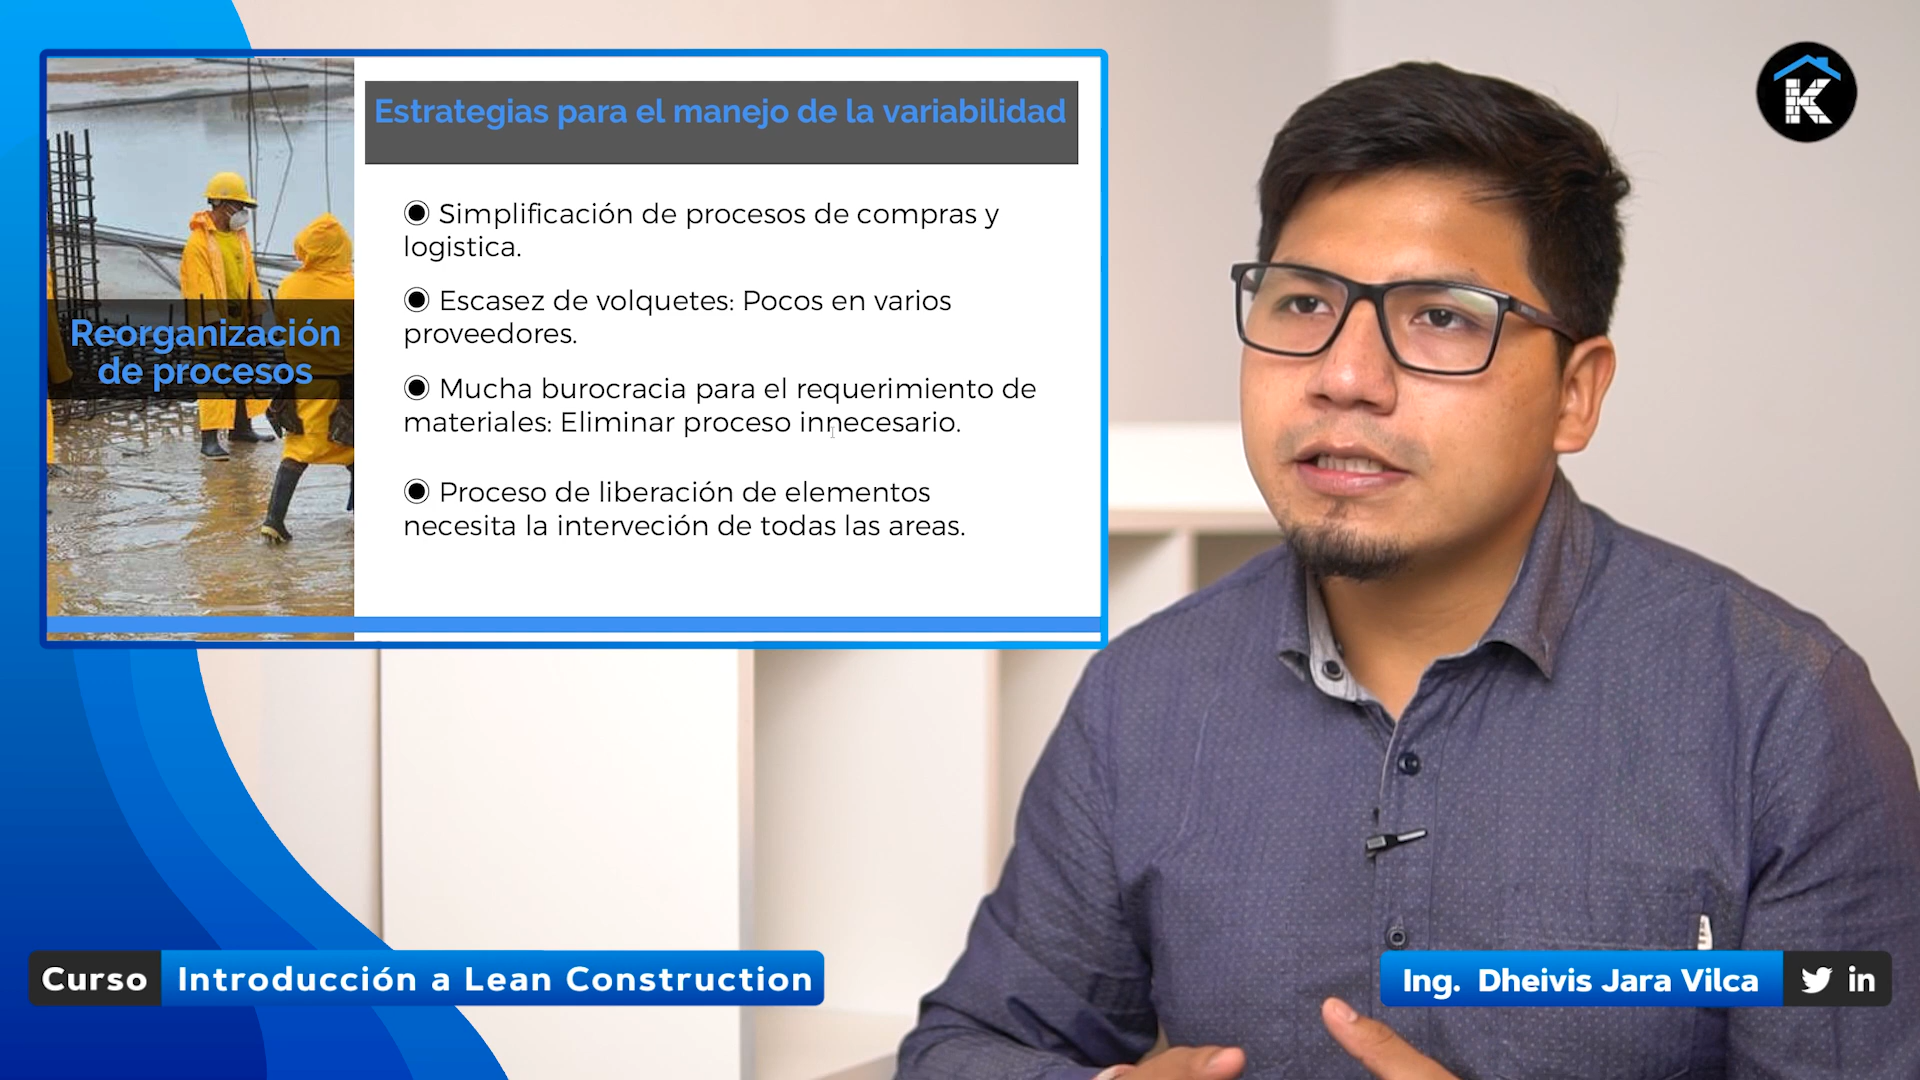 Estrategias para el manejo de la variabilidad
Reorganización
de procesos
Simplificación de procesos de compras y
logistica.
Escasez de volquetes: Pocos en varios
proveedores.
Mucha burocracia para el requerimiento de
materiales: Eliminar proceso innecesario.
Proceso de liberación de elementos
necesita la interveción de todas las areas.
K
Curso Introducción a Lean Construction
Ing. Dheivis Jara Vilca in